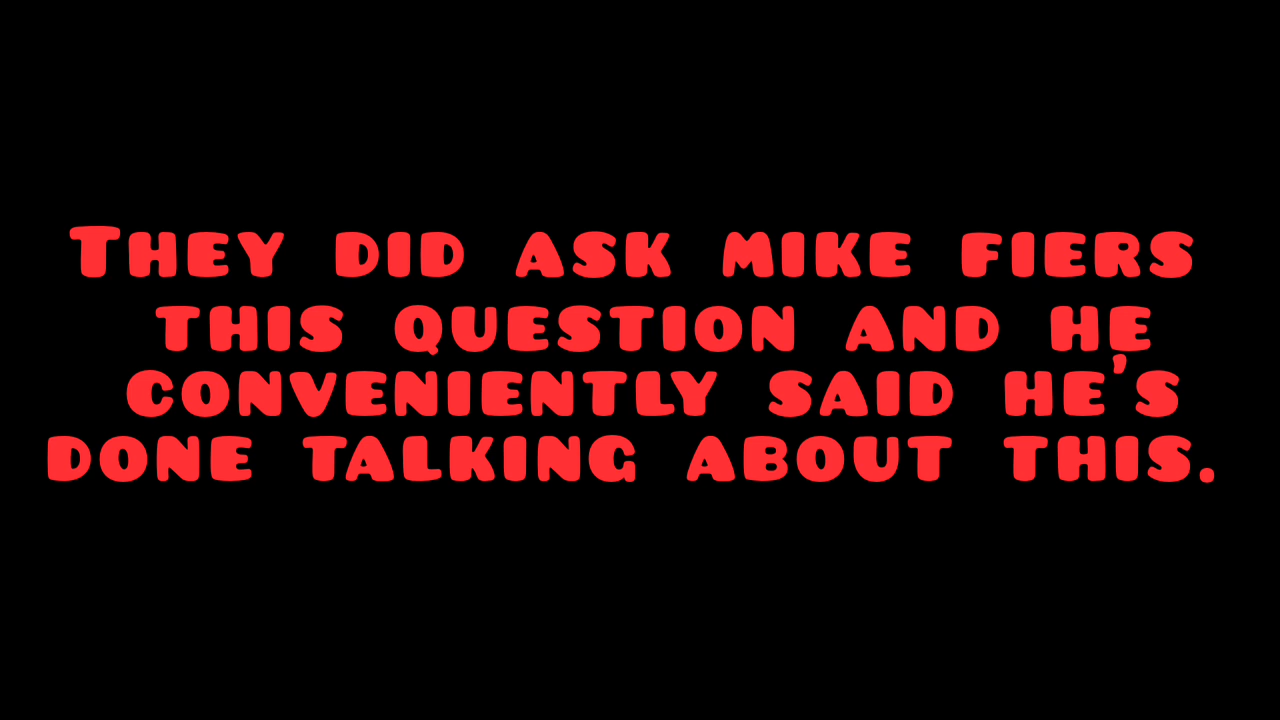 They did ask mike fiers
this question and he
conveniently said he's
done talking about this.